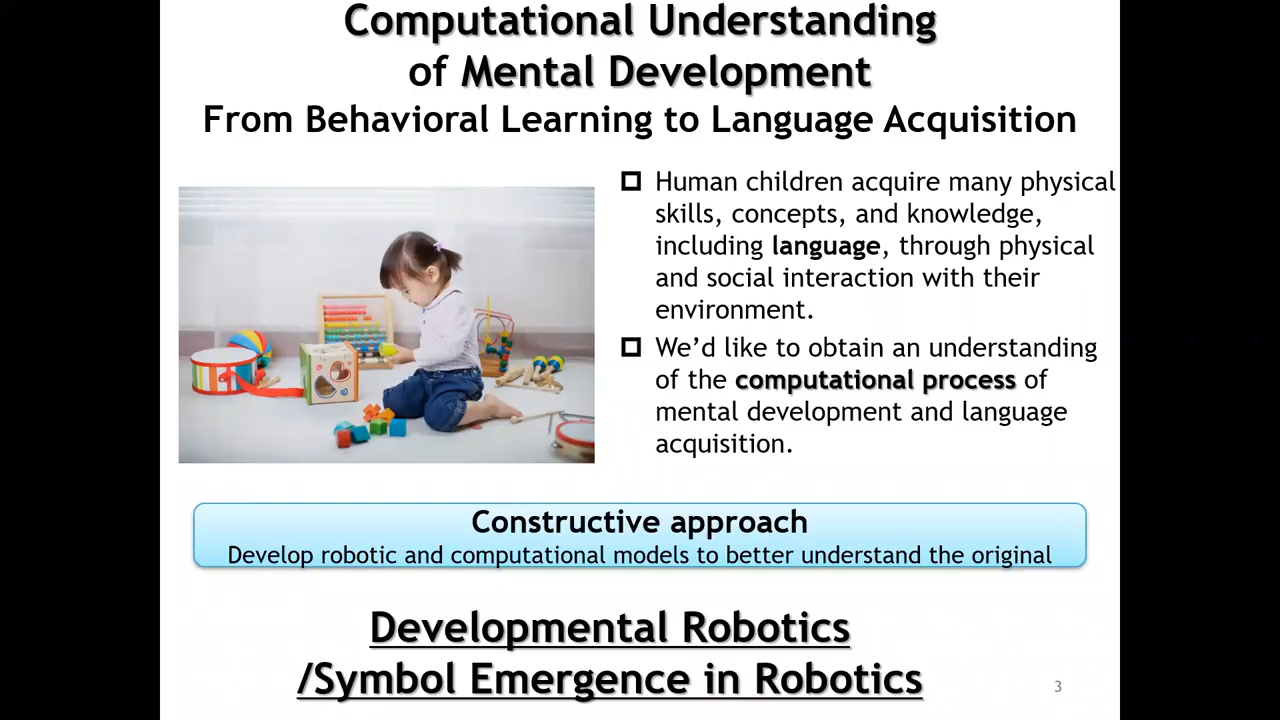 Computational Understanding
of Mental Development
From Behavioral Learning to Language Acquisition
Human children acquire many physical
skills, concepts, and knowledge,
including language, through physical
and social interaction with their
environment.
We’d like to obtain an understanding
of the computational process of
mental development and language
acquisition.
Constructive approach
Develop robotic and computational models to better understand the original
Developmental Robotics
/Symbol Emergence in Robotics
3